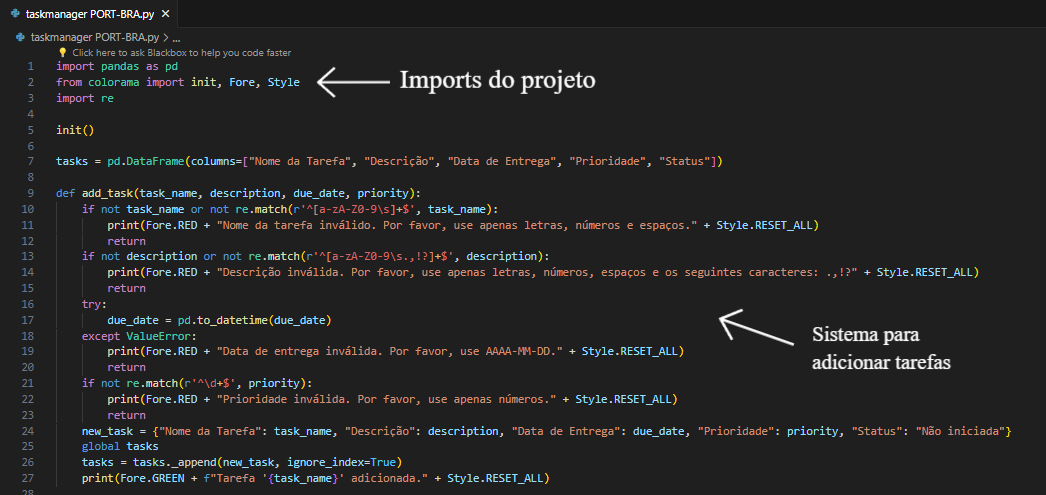 taskmanager PORT-BRA.py ×
taskmanager PORT-BRA.py > ...
Click here to ask Blackbox to help you code faster
1 import pandas as pd
2 from colorama import init, Fore, Style
Imports do projeto
3 import re
4
5 init()
6
7 tasks = pd.DataFrame(columns=["Nome da Tarefa", "Descrição", "Data de Entrega", "Prioridade", "Status"])
8
9 def add_task(task_name, description, due_date, priority):
10 if not task_name or not re.match(r'^[a-zA-Z0-9\s]+$', task_name):
11 print(Fore.RED + "Nome da tarefa inválido. Por favor, use apenas letras, números e espaços." + Style.RESET_ALL)
12 return
13 if not description or not re.match(r'^[a-zA-Z0-9\s.,!?]+$', description):
14 print(Fore.RED + "Descrição inválida. Por favor, use apenas letras, números, espaços e os seguintes caracteres: .,!?" + Style.RESET_ALL)
15 return
16 try:
17 due_date = pd.to_datetime(due_date)
18 except ValueError:
19 print(Fore.RED + "Data de entrega inválida. Por favor, use AAAA-MM-DD." + Style.RESET_ALL)
20 return
Sistema para
adicionar tarefas
21 if not re.match(r'^\d+$', priority):
22 print(Fore.RED + "Prioridade inválida. Por favor, use apenas números." + Style.RESET_ALL)
23 return
24 new_task = {"Nome da Tarefa": task_name, "Descrição": description, "Data de Entrega": due_date, "Prioridade": priority, "Status": "Não iniciada"}
25 global tasks
26 tasks = tasks._append(new_task, ignore_index=True)
27 print(Fore.GREEN + f"Tarefa '{task_name}' adicionada." + Style.RESET_ALL)
28